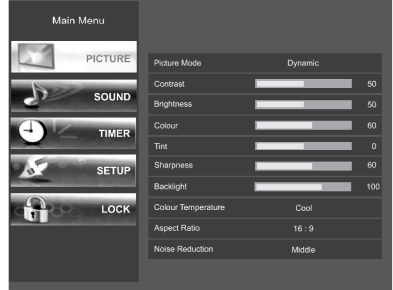 Main Menu
PICTURE
SOUND
TIMER
SETUP
LOCK
Picture Mode Dynamic
Contrast 50
Brightness 50
Colour 60
Tint 0
Sharpness 60
Backlight 100
Colour Temperature Cool
Aspect Ratio 16 : 9
Noise Reduction Middle